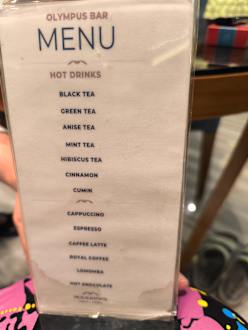 OLYMPUS BAR
MENU
HOT DRINKS
BLACK TEA
GREEN TEA
ANISE TEA
MINT TEA
HIBISCUS TEA
CINNAMON
CUMIN
CAPPUCCINO
ESPRESSO
CAFFEE LATTE
ROYAL COFFEE
LUMUMBA
HOT CHOCOLATE